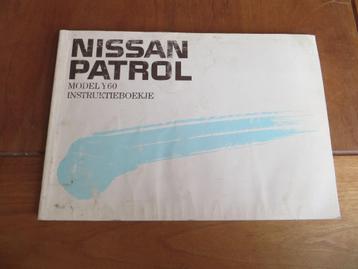 NISSAN
PATROL
MODEL Y60
INSTRUKTIEBOEKJE